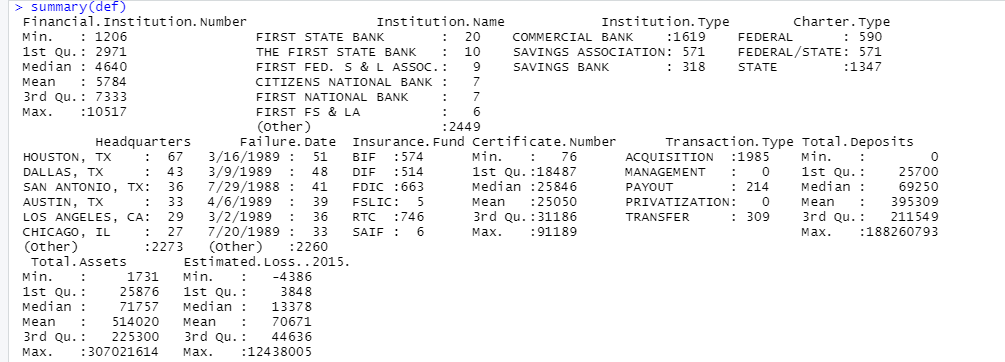 > summary(def)
Financial.Institution.Number Institution.Name Institution.Type Charter.Type
Min. : 1206 FIRST STATE BANK : 20 COMMERCIAL BANK :1619 FEDERAL : 590
1st Qu.: 2971 THE FIRST STATE BANK : 10 SAVINGS ASSOCIATION: 571 FEDERAL/STATE: 571
Median : 4640 FIRST FED. S & L ASSOC.: 9 SAVINGS BANK : 318 STATE :1347
Mean : 5784 CITIZENS NATIONAL BANK : 7
3rd Qu.: 7333 FIRST NATIONAL BANK : 7
Max. :10517 FIRST FS & LA : 6
(Other) :2449
Headquarters Failure.Date Insurance.Fund Certificate.Number Transaction.Type Total.Deposits
HOUSTON, TX : 67 3/16/1989 : 51 BIF :574 Min. : 76 ACQUISITION :1985 Min. : 0
DALLAS, TX : 43 3/9/1989 : 48 DIF :514 1st Qu.:18487 MANAGEMENT : 0 1st Qu.: 25700
SAN ANTONIO, TX: 36 7/29/1988 : 41 FDIC :663 Median :25846 PAYOUT : 214 Median : 69250
AUSTIN, TX : 33 4/6/1989 : 39 FSLIC: 5 Mean :25050 PRIVATIZATION: 0 Mean : 395309
LOS ANGELES, CA: 29 3/2/1989 : 36 RTC :746 3rd Qu.:31186 TRANSFER : 309 3rd Qu.: 211549
CHICAGO, IL : 27 7/20/1989 : 33 SAIF : 6 Max. :91189 Max. :188260793
(Other) :2273 (Other) :2260
Total.Assets Estimated.Loss..2015.
Min. : 1731 Min. : -4386
1st Qu.: 25876 1st Qu.: 3848
Median : 71757 Median : 13378
Mean : 514020 Mean : 70671
3rd Qu.: 225300 3rd Qu.: 44636
Max. :307021614 Max. :12438005